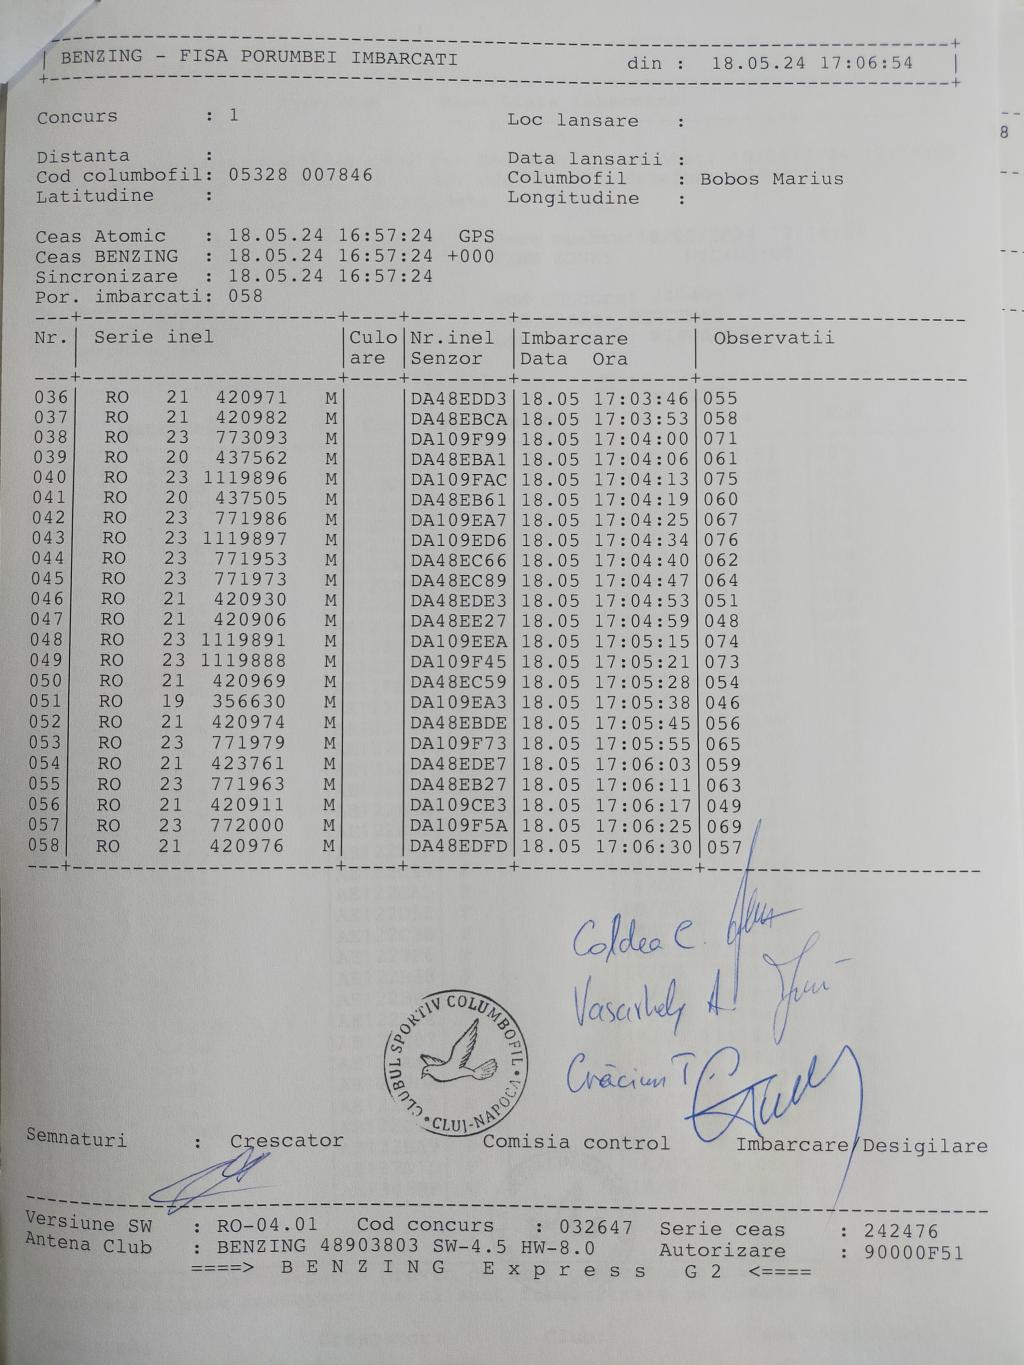 BENZING - FISA PORUMBEI IMBARCATI din : 18.05.24 17:06:54
Concurs : 1 Loc lansare :
Distanta : Data lansarii :
Cod columbofil: 05328 007846 Columbofil : Bobos Marius
Latitudine : Longitudine :
Ceas Atomic : 18.05.24 16:57:24 GPS
Ceas BENZING : 18.05.24 16:57:24 +000
Sincronizare : 18.05.24 16:57:24
Por. imbarcati: 058
Nr. Serie inel Culo Nr.inel Imbarcare Observatii
are Senzor Data Ora
036 RO 21 420971 M DA48EDD3 18.05 17:03:46 055
037 RO 21 420982 M DA48EBCA 18.05 17:03:53 058
038 RO 23 773093 M DA109F99 18.05 17:04:00 071
039 RO 20 437562 M DA48EBA1 18.05 17:04:06 061
040 RO 23 1119896 M DA109FAC 18.05 17:04:13 075
041 RO 20 437505 M DA48EB61 18.05 17:04:19 060
042 RO 23 771986 M DA109EA7 18.05 17:04:25 067
043 RO 23 1119897 M DA109ED6 18.05 17:04:34 076
044 RO 23 771953 M DA48EC66 18.05 17:04:40 062
045 RO 23 771973 M DA48EC89 18.05 17:04:47 064
046 RO 21 420930 M DA48EDE3 18.05 17:04:53 051
047 RO 21 420906 M DA48EE27 18.05 17:04:59 048
048 RO 23 1119891 M DA109EEA 18.05 17:05:15 074
049 RO 23 1119888 M DA109F45 18.05 17:05:21 073
050 RO 21 420969 M DA48EC59 18.05 17:05:28 054
051 RO 19 356630 M DA109EA3 18.05 17:05:38 046
052 RO 21 420974 M DA48EBDE 18.05 17:05:45 056
053 RO 23 771979 M DA109F73 18.05 17:05:55 065
054 RO 21 423761 M DA48EDE7 18.05 17:06:03 059
055 RO 23 771963 M DA48EB27 18.05 17:06:11 063
056 RO 21 420911 M DA109CE3 18.05 17:06:17 049
057 RO 23 772000 M DA109F5A 18.05 17:06:25 069
058 RO 21 420976 M DA48EDFD 18.05 17:06:30 057
Coldea C.
Vasarhely A.
Crăciun T.
CLUBUL SPORTIV COLUMBOFIL
CLUJ-NAPOCA
Semnaturi : Crescator Comisia control Imbarcare/Desigilare
Versiune SW : RO-04.01 Cod concurs : 032647 Serie ceas : 242476
Antena Club : BENZING 48903803 SW-4.5 HW-8.0 Autorizare : 90000F51
====> B E N Z I N G E x p r e s s G 2 <====